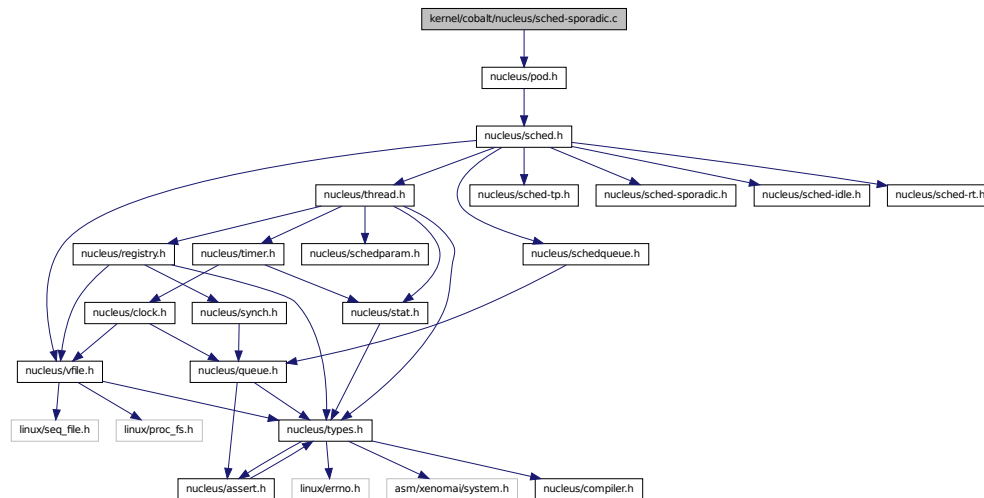 kernel/cobalt/nucleus/sched-sporadic.c
nucleus/pod.h
nucleus/sched.h
nucleus/thread.h
nucleus/sched-tp.h
nucleus/sched-sporadic.h
nucleus/sched-idle.h
nucleus/sched-rt.h
nucleus/registry.h
nucleus/timer.h
nucleus/schedparam.h
nucleus/schedqueue.h
nucleus/clock.h
nucleus/synch.h
nucleus/stat.h
nucleus/vfile.h
nucleus/queue.h
linux/seq_file.h
linux/proc_fs.h
nucleus/types.h
nucleus/assert.h
linux/errno.h
asm/xenomai/system.h
nucleus/compiler.h